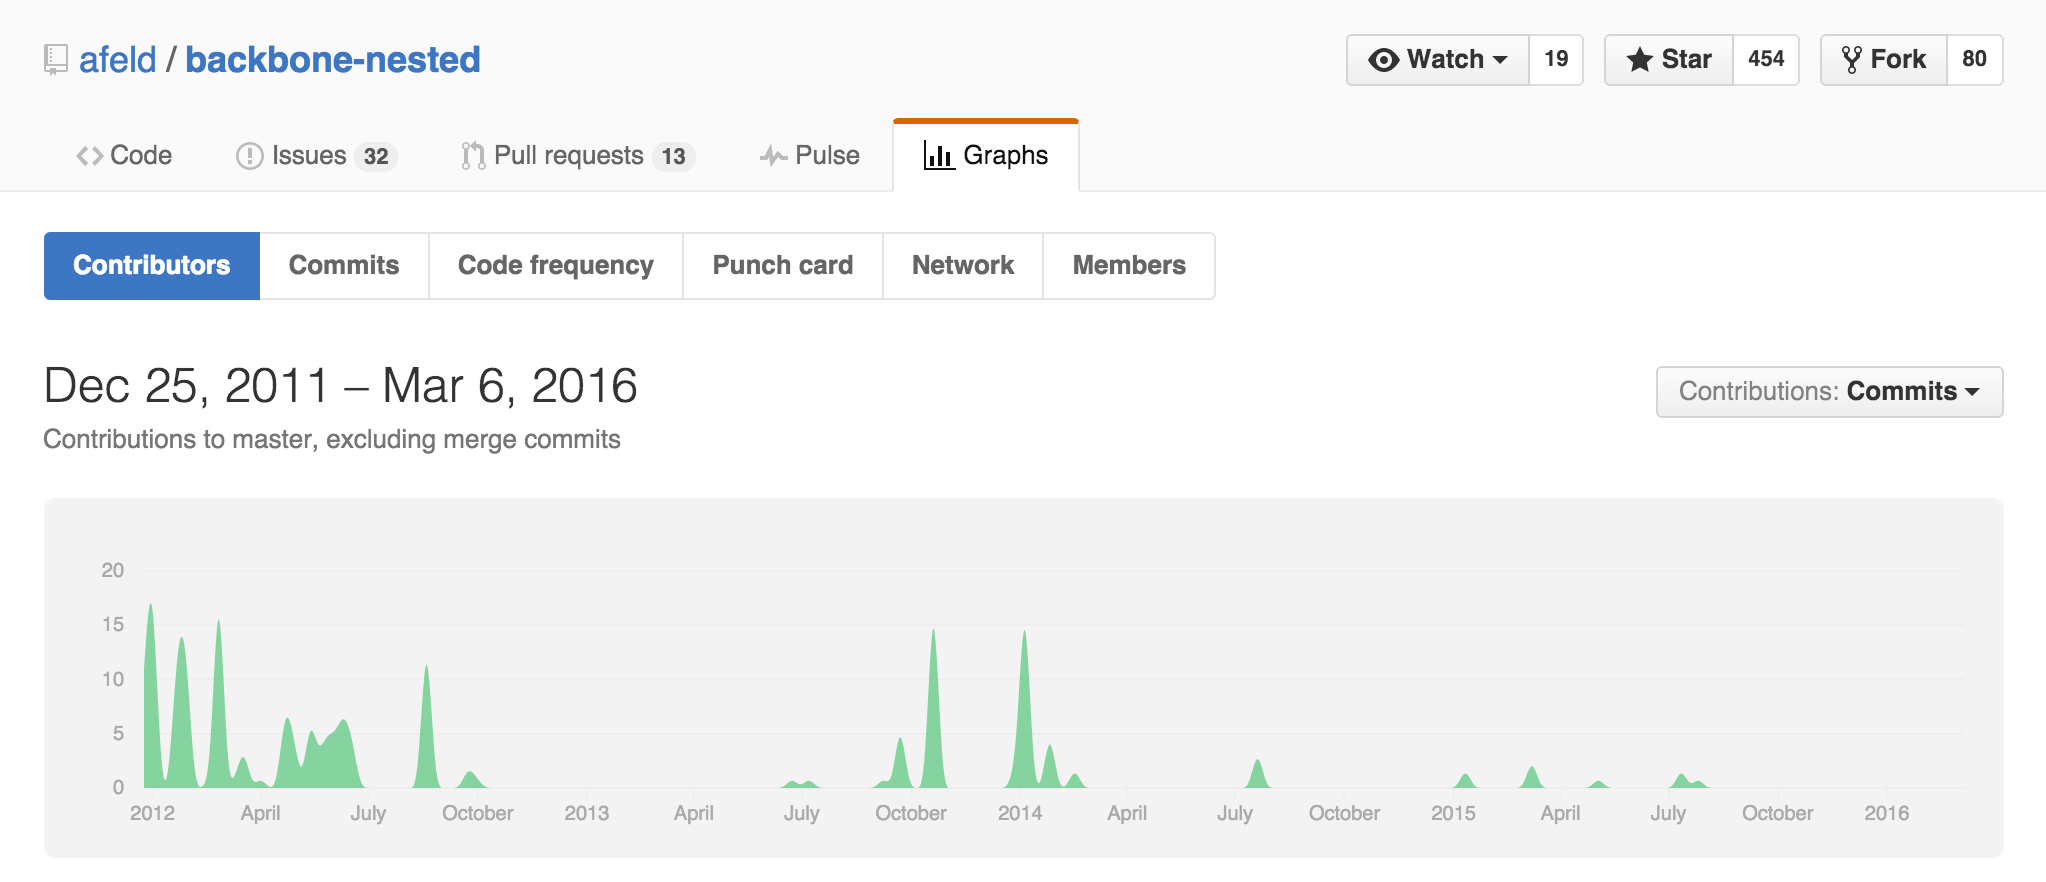 afeld / backbone-nested
Watch 19 Star 454 Fork 80
Code Issues 32 Pull requests 13 Pulse Graphs
Contributors Commits Code frequency Punch card Network Members
Dec 25, 2011 – Mar 6, 2016
Contributions: Commits
Contributions to master, excluding merge commits
20
15
10
5
0
2012 April July October 2013 April July October 2014 April July October 2015 April July October 2016